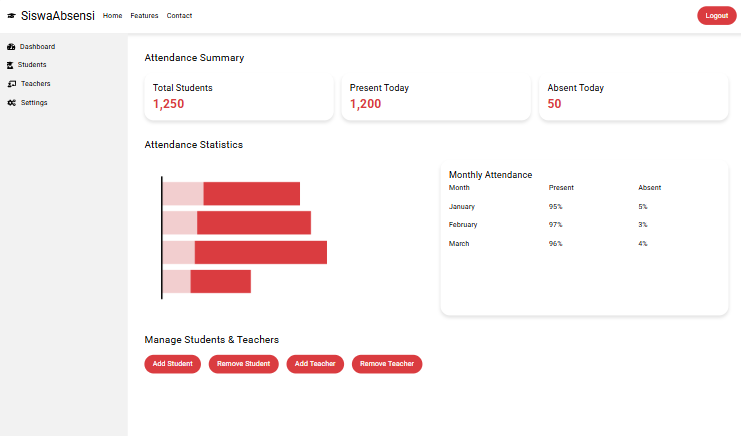 SiswaAbsensi Home Features Contact Logout
Dashboard
Students
Teachers
Settings
Attendance Summary
Total Students
1,250
Present Today
1,200
Absent Today
50
Attendance Statistics
Monthly Attendance
Month Present Absent
January 95% 5%
February 97% 3%
March 96% 4%
Manage Students & Teachers
Add Student Remove Student Add Teacher Remove Teacher